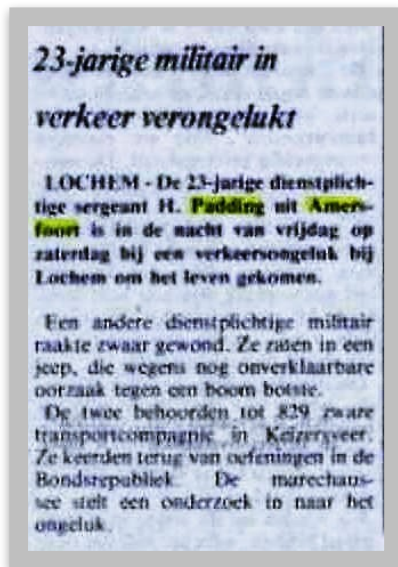 23-jarige militair in
verkeer verongelukt
LOCHEM - De 23-jarige dienstplich-
tige sergeant H. Padding uit Amers-
foort is in de nacht van vrijdag op
zaterdag bij een verkeersongeluk bij
Lochem om het leven gekomen.
Een andere dienstplichtige militair
raakte zwaar gewond. Ze zaten in een
jeep, die wegens nog onverklaarbare
oorzaak tegen een boom botste.
De twee behoorden tot 829 zware
transportcompagnie in Keizersveer.
Ze keerden terug van oefeningen in de
Bondsrepubliek. De marechaus-
see stelt een onderzoek in naar het
ongeluk.